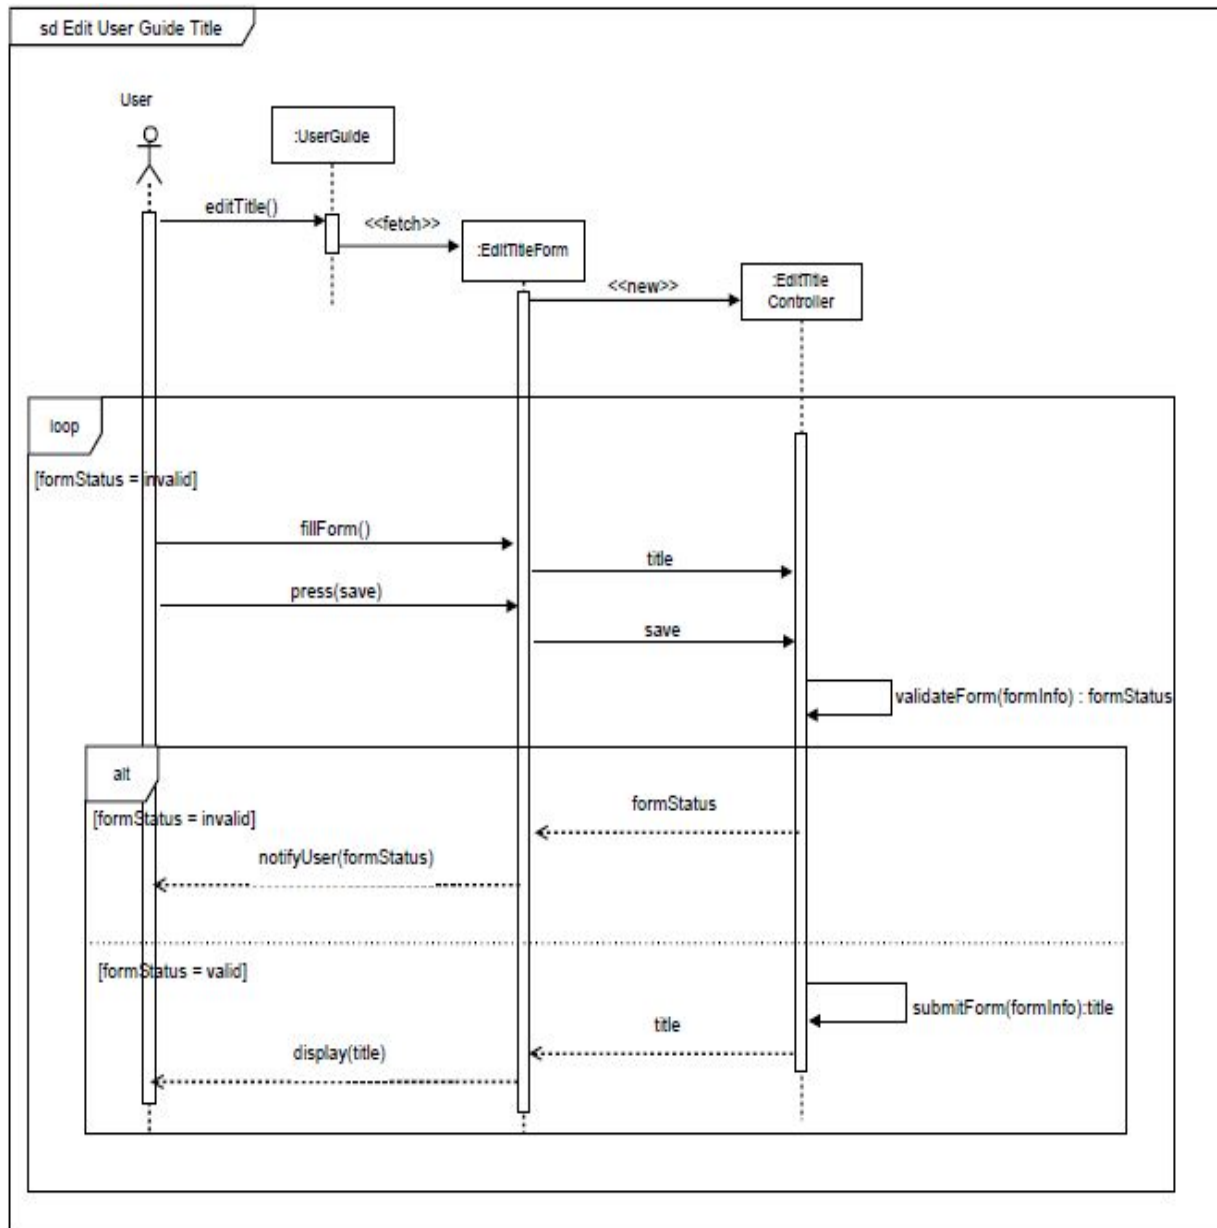 sd Edit User Guide Title
User
:UserGuide
editTitle()
<<fetch>>
:EditTitleForm
<<new>>
:EditTitle
Controller
loop
[formStatus = invalid]
fillForm()
title
press(save)
save
validateForm(formInfo) : formStatus
alt
[formStatus = invalid]
formStatus
notifyUser(formStatus)
[formStatus = valid]
submitForm(formInfo):title
title
display(title)